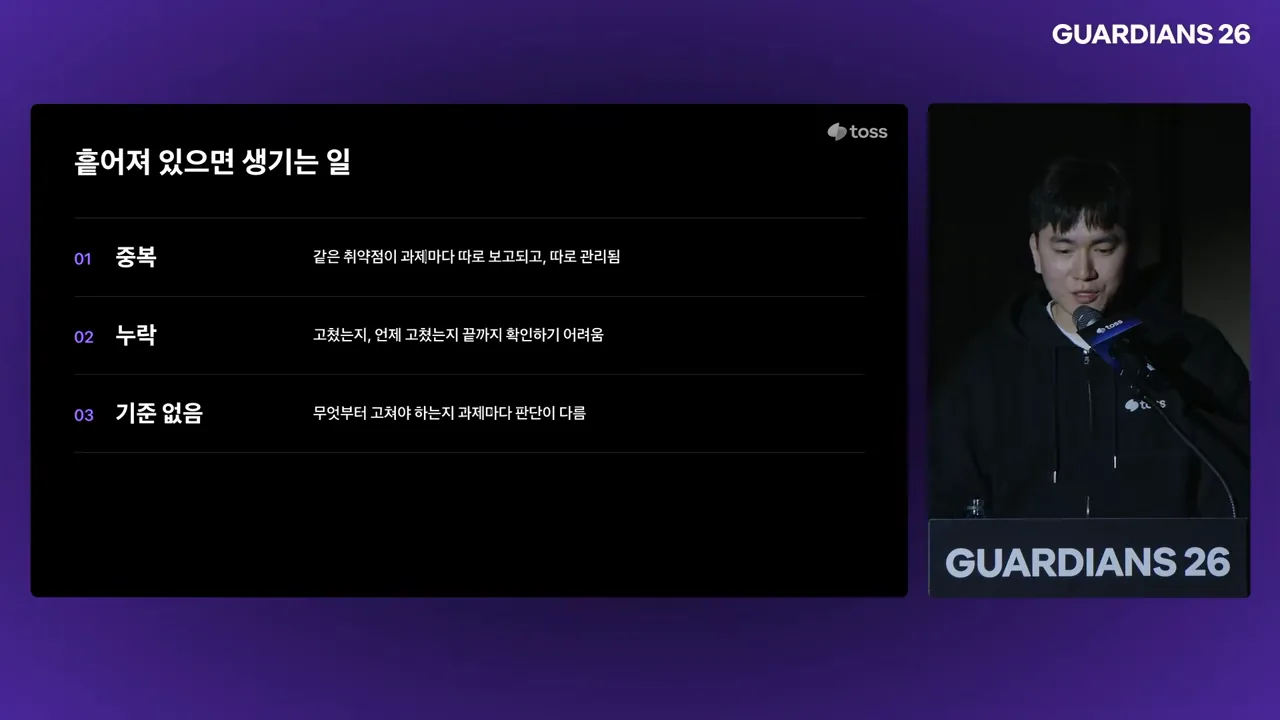 GUARDIANS 26
toss
흩어져 있으면 생기는 일
01 중복 같은 취약점이 과제마다 따로 보고되고, 따로 관리됨
02 누락 고쳤는지, 언제 고쳤는지 끝까지 확인하기 어려움
03 기준 없음 무엇부터 고쳐야 하는지 과제마다 판단이 다름
toss
toss
GUARDIANS 26